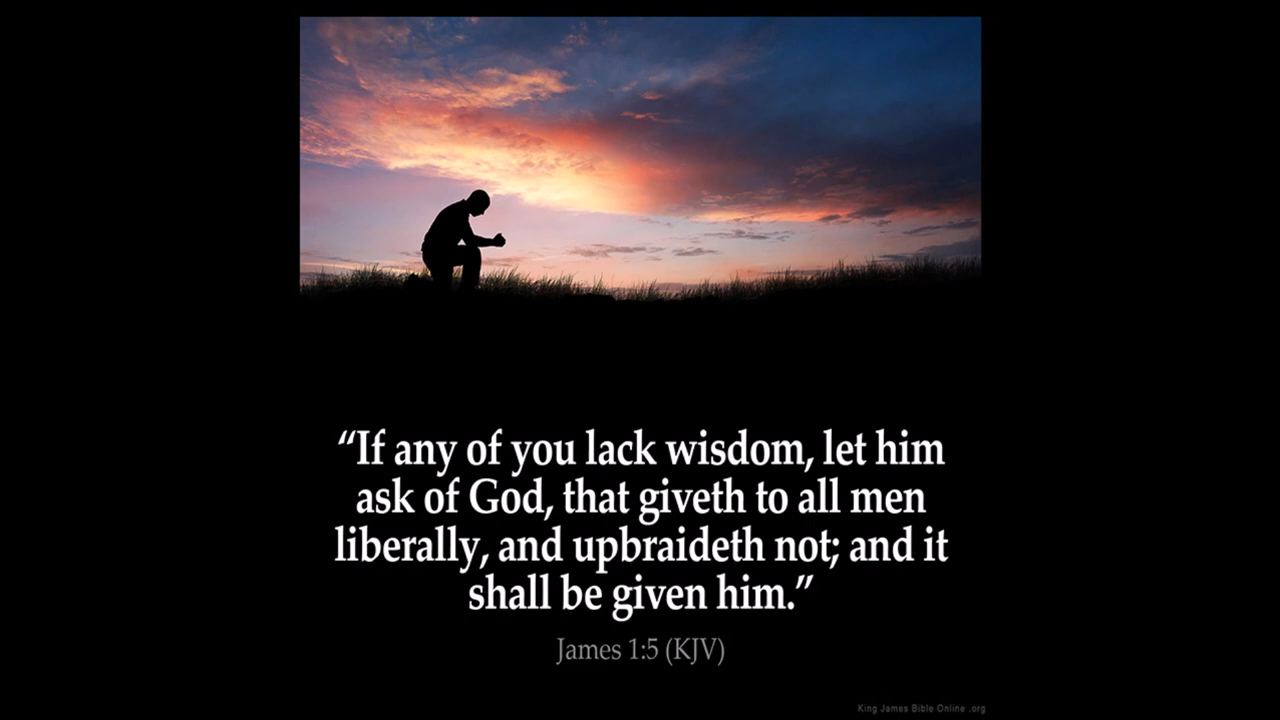 “If any of you lack wisdom, let him
ask of God, that giveth to all men
liberally, and upbraideth not; and it
shall be given him.”
James 1:5 (KJV)
King James Bible Online .org